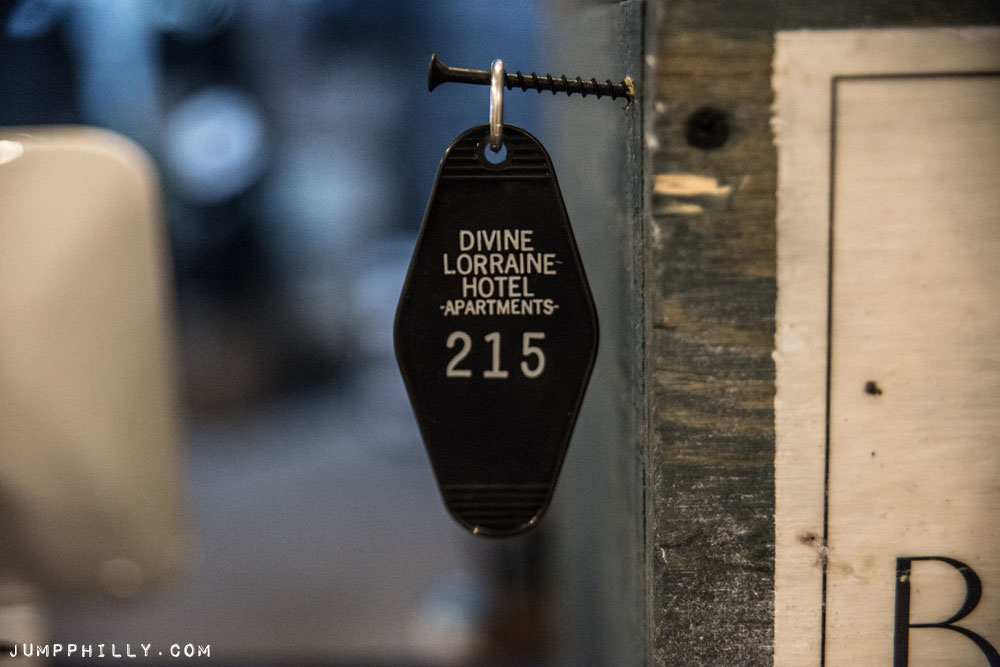 DIVINE
LORRAINE
HOTEL
-APARTMENTS-
215
B
JUMPPHILLY.COM